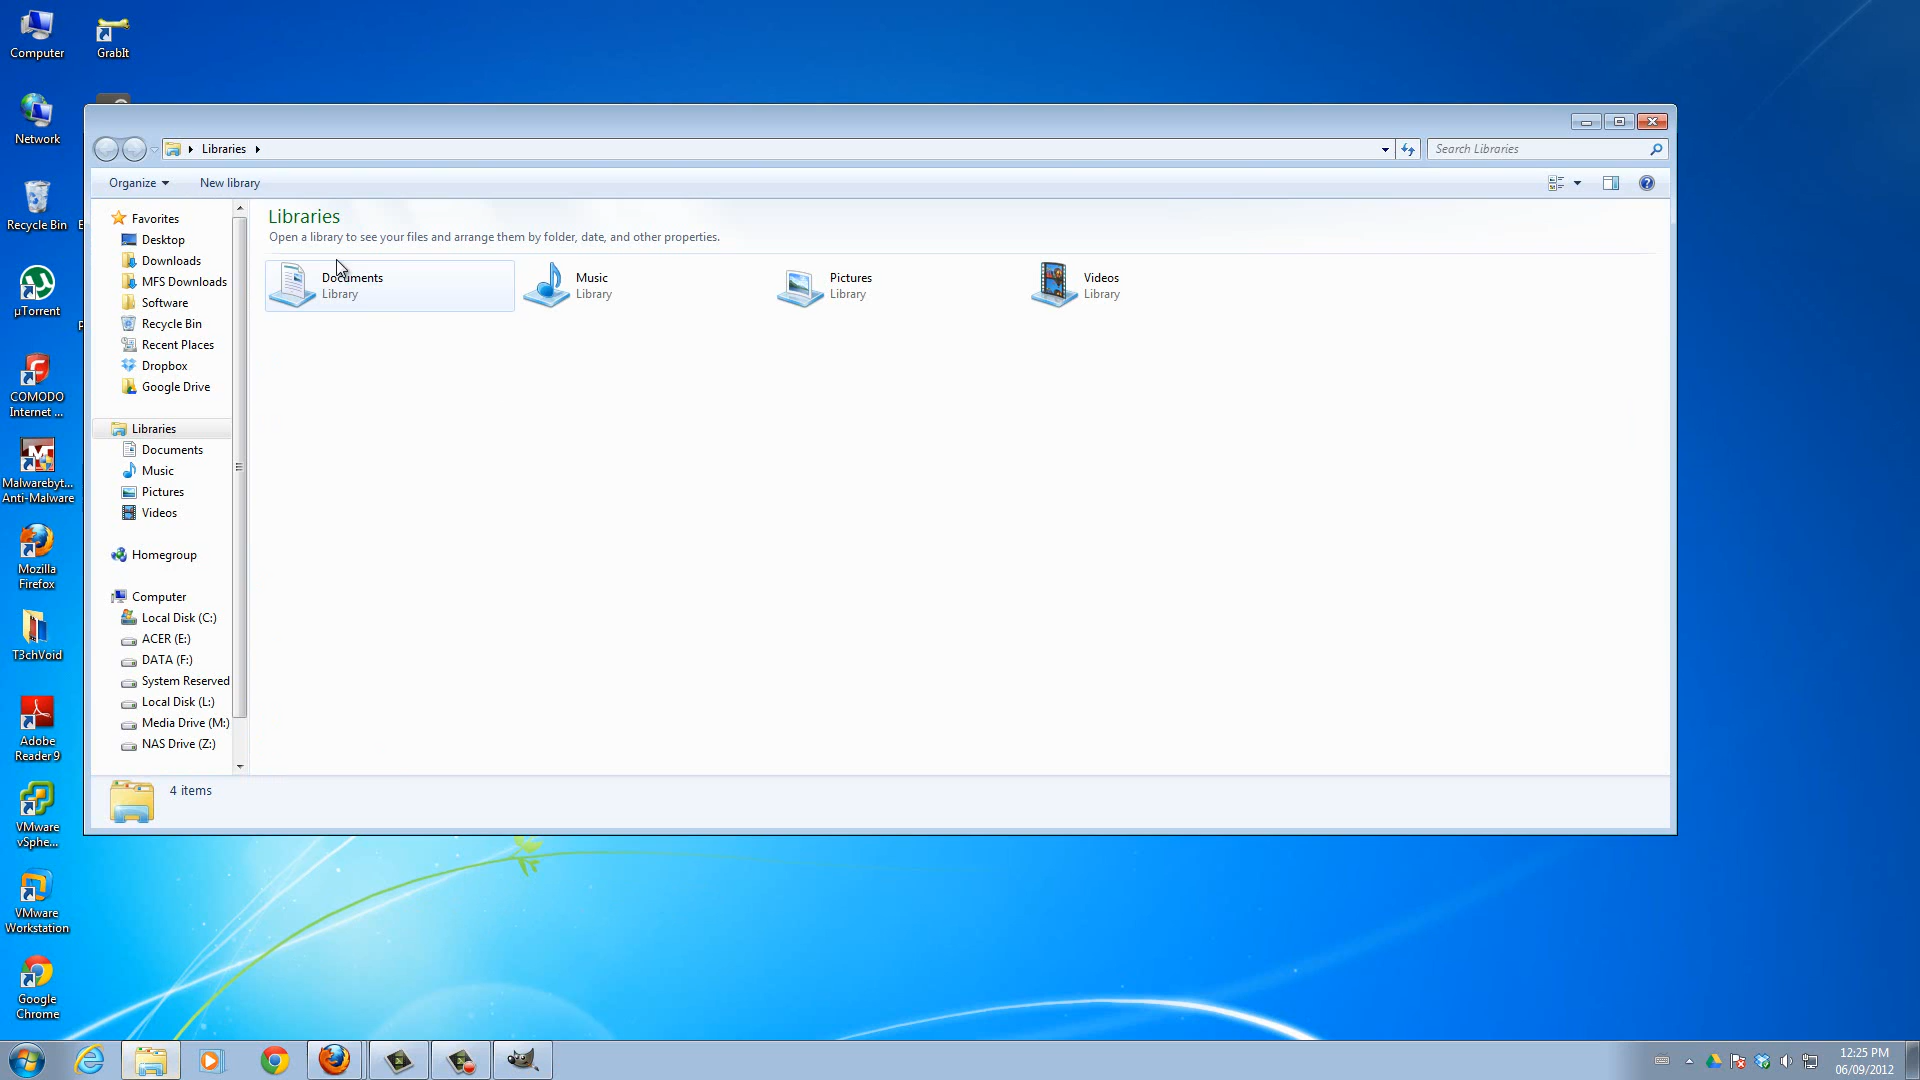 Computer
GrabIt
Network
Recycle Bin
E
µTorrent
P
COMODO
Internet ...
Malwarebyt...
Anti-Malware
Mozilla
Firefox
T3chVoid
Adobe
Reader 9
VMware
vSphe...
VMware
Workstation
Google
Chrome
Libraries
Search Libraries
Organize
New library
Favorites
Desktop
Downloads
MFS Downloads
Software
Recycle Bin
Recent Places
Dropbox
Google Drive
Libraries
Documents
Music
Pictures
Videos
Homegroup
Computer
Local Disk (C:)
ACER (E:)
DATA (F:)
System Reserved
Local Disk (L:)
Media Drive (M:)
NAS Drive (Z:)
Libraries
Open a library to see your files and arrange them by folder, date, and other properties.
Documents
Library
Music
Library
Pictures
Library
Videos
Library
4 items
12:25 PM
06/09/2012